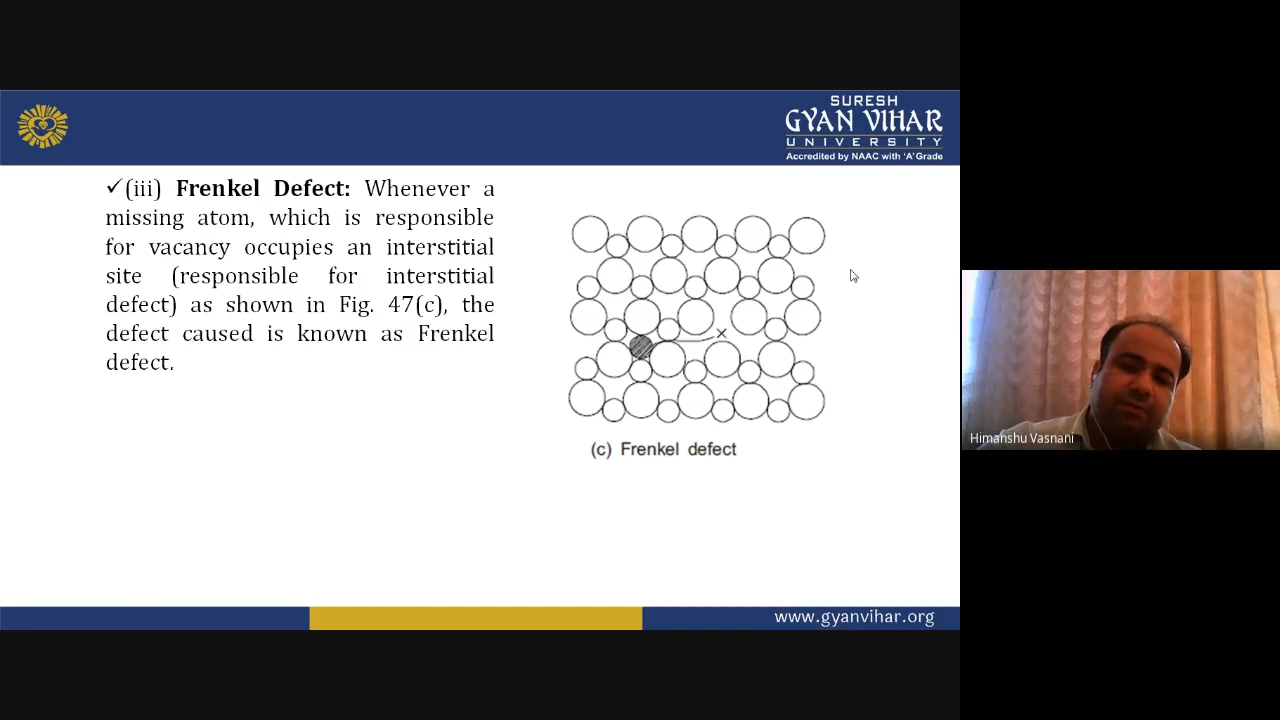 SURESH
GYAN VIHAR
UNIVERSITY
Accredited by NAAC with 'A' Grade
✓(iii) Frenkel Defect: Whenever a
missing atom, which is responsible
for vacancy occupies an interstitial
site (responsible for interstitial
defect) as shown in Fig. 47(c), the
defect caused is known as Frenkel
defect.
×
(c) Frenkel defect
Himanshu Vasnani
www.gyanvihar.org